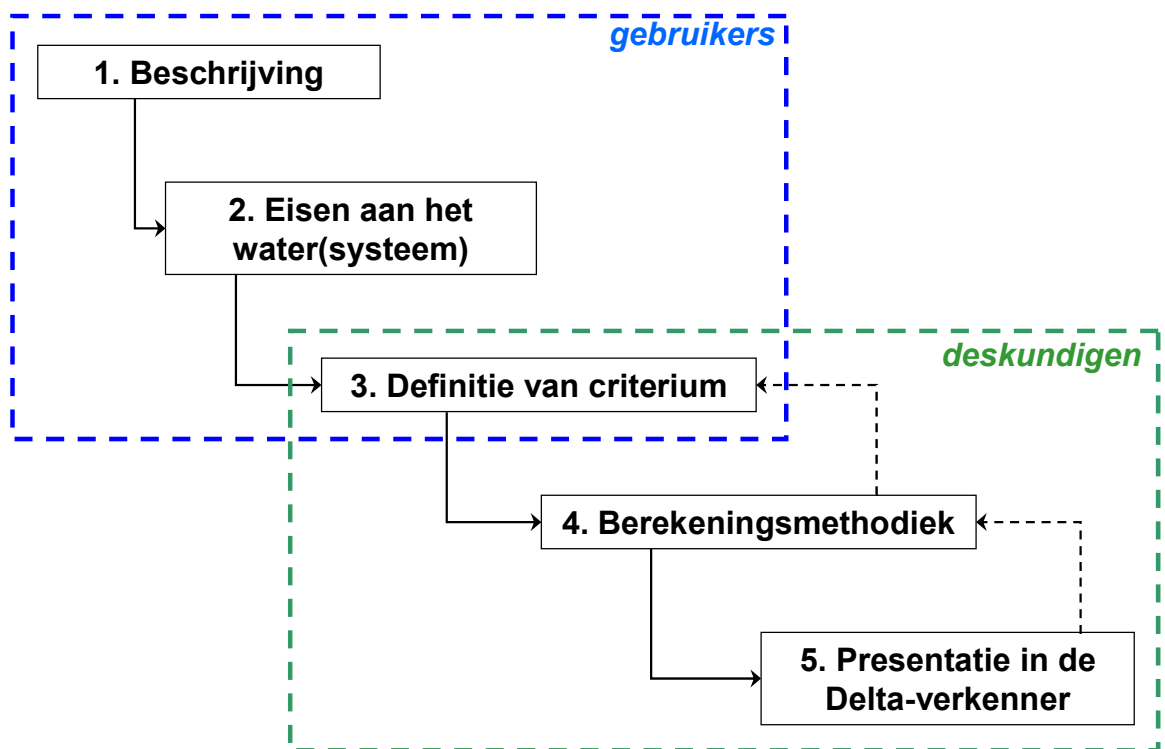 gebruikers
1. Beschrijving
2. Eisen aan het
water(systeem)
deskundigen
3. Definitie van criterium
4. Berekeningsmethodiek
5. Presentatie in de
Delta-verkenner